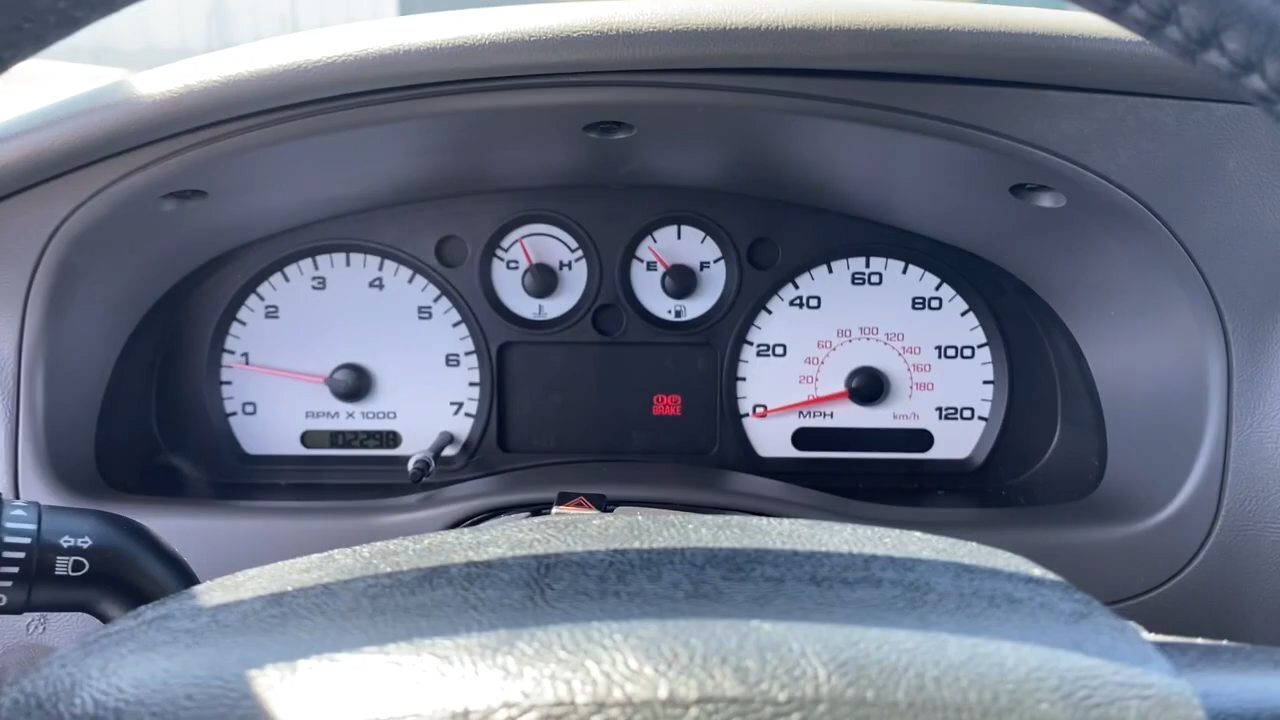 0 1 2 3 4 5 6 7
RPM X 1000
102298
C H
E F
BRAKE
0 20 40 60 80 100 120
20 40 60 80 100 120 140 160 180
MPH
km/h